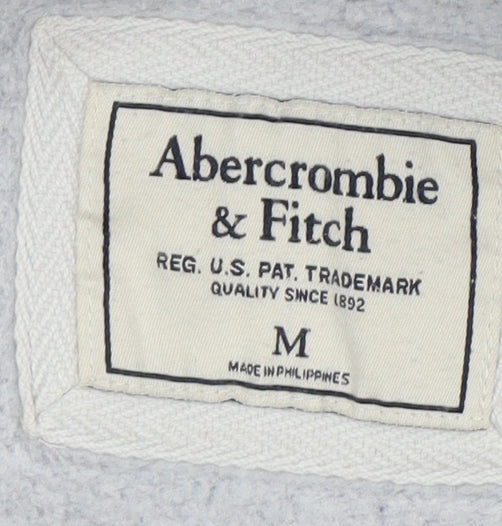 Abercrombie
& Fitch
REG. U.S. PAT. TRADEMARK
QUALITY SINCE 1892
M
MADE IN PHILIPPINES